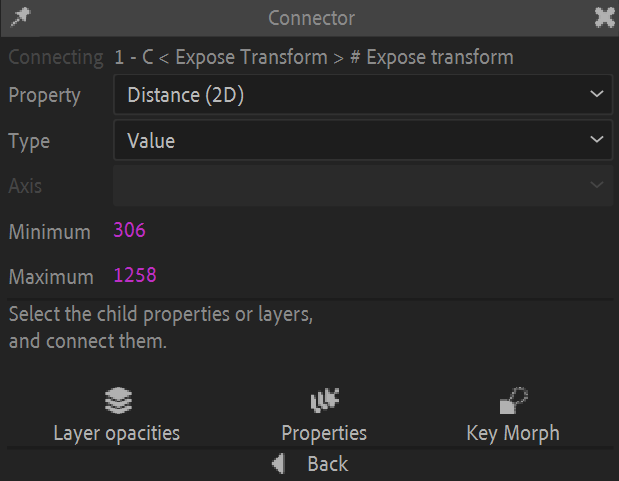 Connector
Connecting 1 - C < Expose Transform > # Expose transform
Property Distance (2D)
Type Value
Axis
Minimum 306
Maximum 1258
Select the child properties or layers,
and connect them.
Layer opacities Properties Key Morph
Back